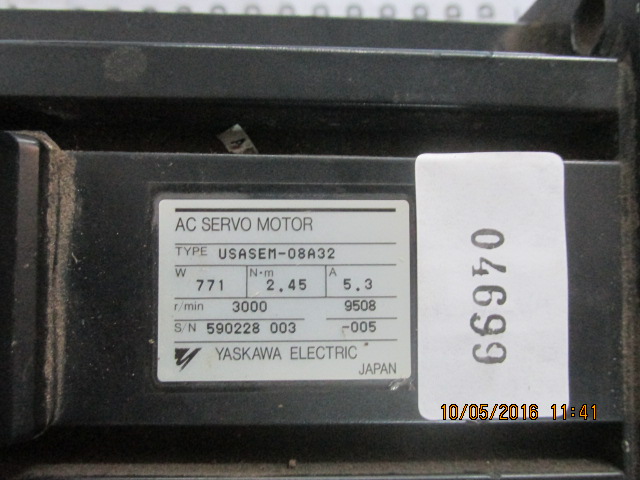 AC SERVO MOTOR
TYPE USASEM-08A32
W 771 N·m 2.45 A 5.3
r/min 3000 9508
S/N 590228 003 -005
YASKAWA ELECTRIC
JAPAN
04699
10/05/2016 11:41